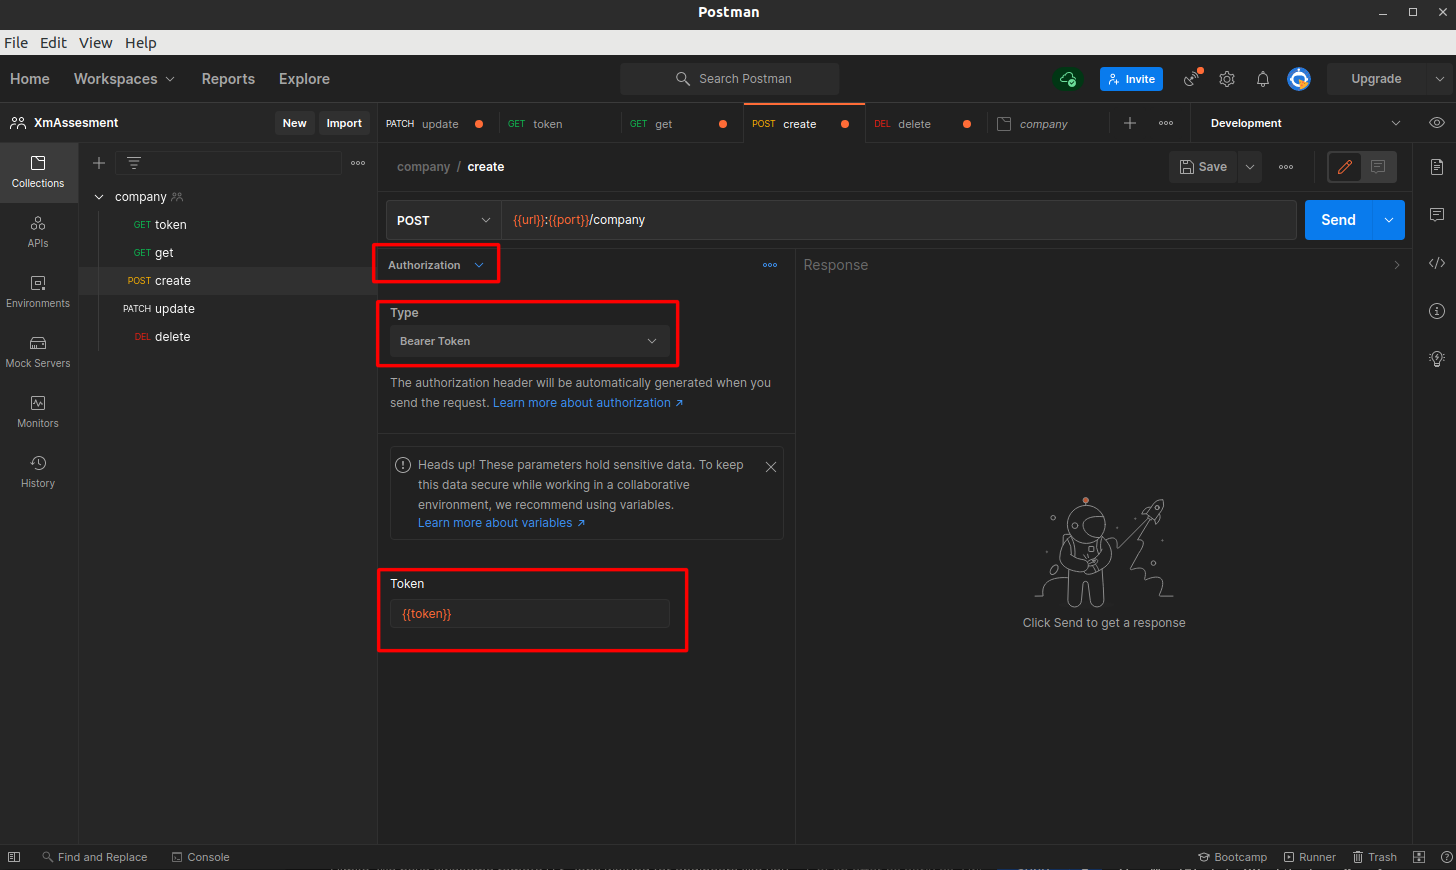 Postman
File Edit View Help
Home Workspaces Reports Explore Search Postman Invite Upgrade
XmAssesment New Import PATCH update GET token GET get POST create DEL delete company Development
Collections
company
GET token
GET get
POST create
PATCH update
DEL delete
APIs
Environments
Mock Servers
Monitors
History
company / create Save
POST {{url}}:{{port}}/company Send
Authorization
Response
Type
Bearer Token
The authorization header will be automatically generated when you
send the request. Learn more about authorization
Heads up! These parameters hold sensitive data. To keep
this data secure while working in a collaborative
environment, we recommend using variables.
Learn more about variables
Token
{{token}}
Click Send to get a response
Find and Replace Console Bootcamp Runner Trash